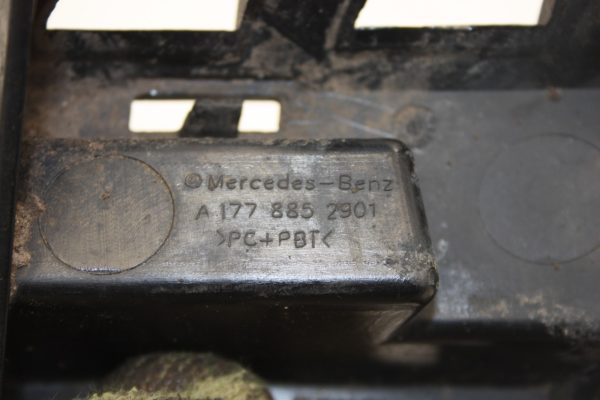 ©Mercedes-Benz
A 177 885 2901
>PC+PBT<